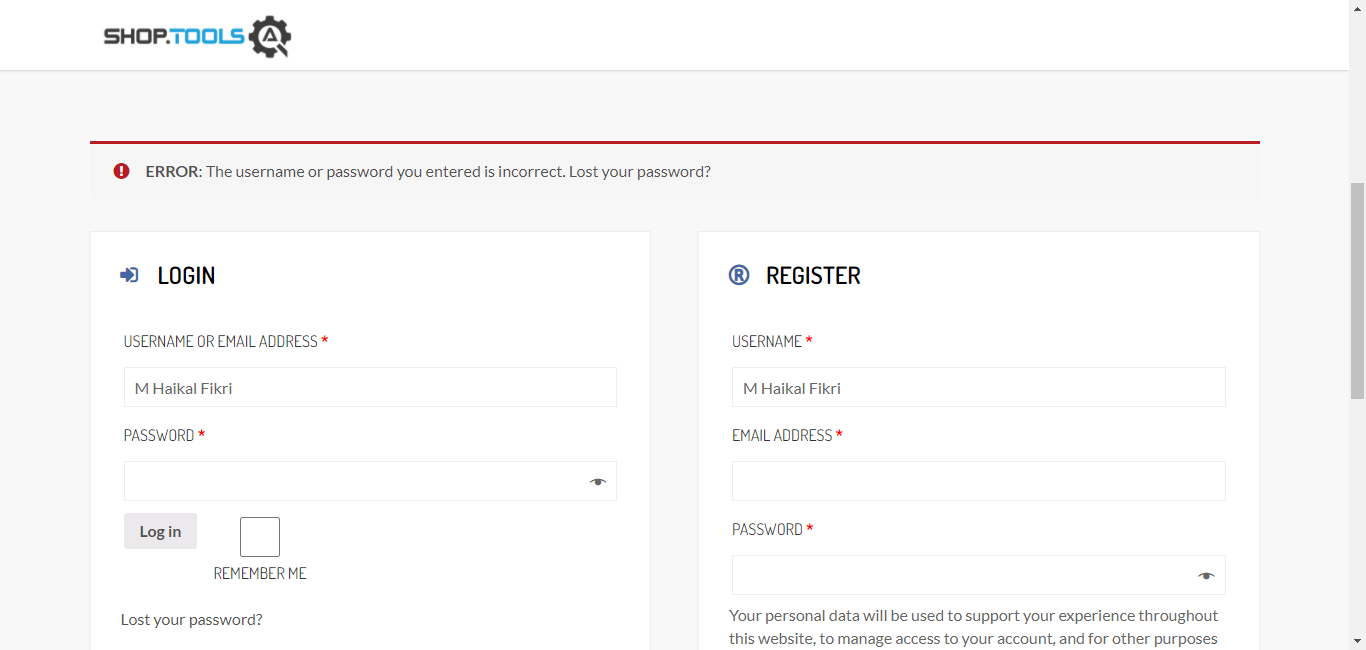 SHOP.TOOLS
ERROR: The username or password you entered is incorrect. Lost your password?
LOGIN
USERNAME OR EMAIL ADDRESS *
M Haikal Fikri
PASSWORD *
Log in
REMEMBER ME
Lost your password?
® REGISTER
USERNAME *
M Haikal Fikri
EMAIL ADDRESS *
PASSWORD *
Your personal data will be used to support your experience throughout
this website, to manage access to your account, and for other purposes